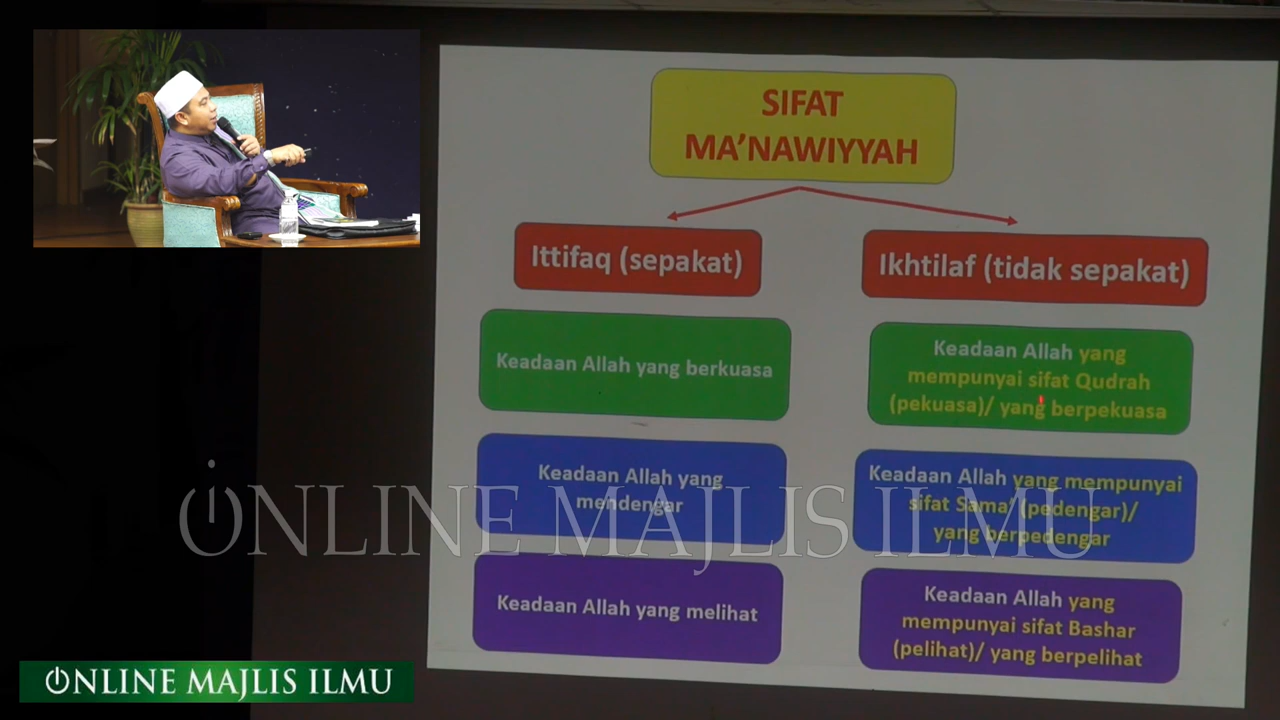 SIFAT
MA'NAWIYYAH
Ittifaq (sepakat)
Ikhtilaf (tidak sepakat)
Keadaan Allah yang berkuasa
Keadaan Allah yang
mempunyai sifat Qudrah
(pekuasa)/ yang berpekuasa
Keadaan Allah yang
mendengar
Keadaan Allah yang mempunyai
sifat Sama' (pedengar)/
yang berpedengar
Keadaan Allah yang melihat
Keadaan Allah yang
mempunyai sifat Bashar
(pelihat)/ yang berpelihat
ONLINE MAJLIS ILMU
ONLINE MAJLIS ILMU